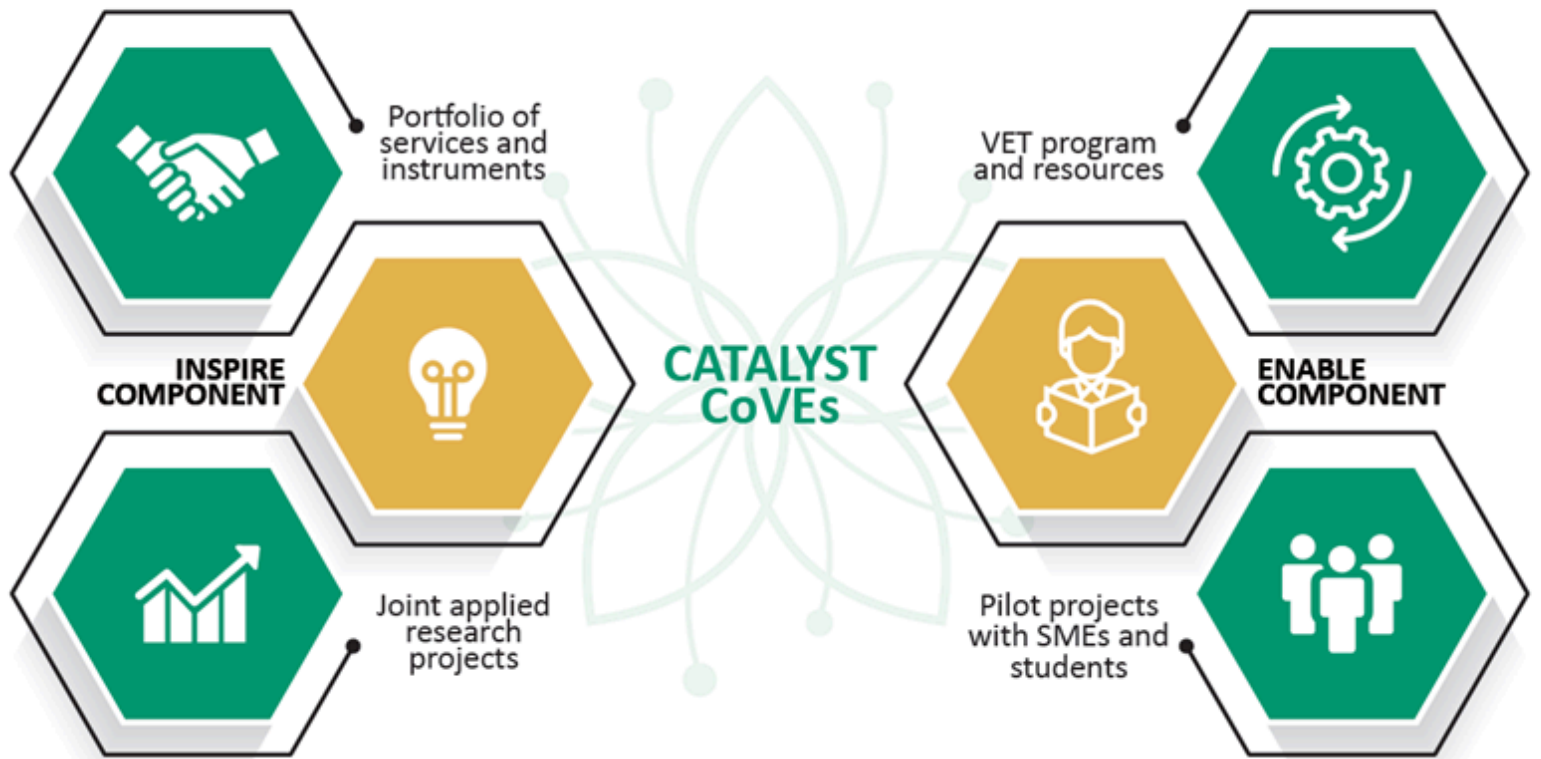 Portfolio of
services and
instruments
INSPIRE
COMPONENT
Joint applied
research
projects
CATALYST
CoVEs
VET program
and resources
ENABLE
COMPONENT
Pilot projects
with SMEs and
students